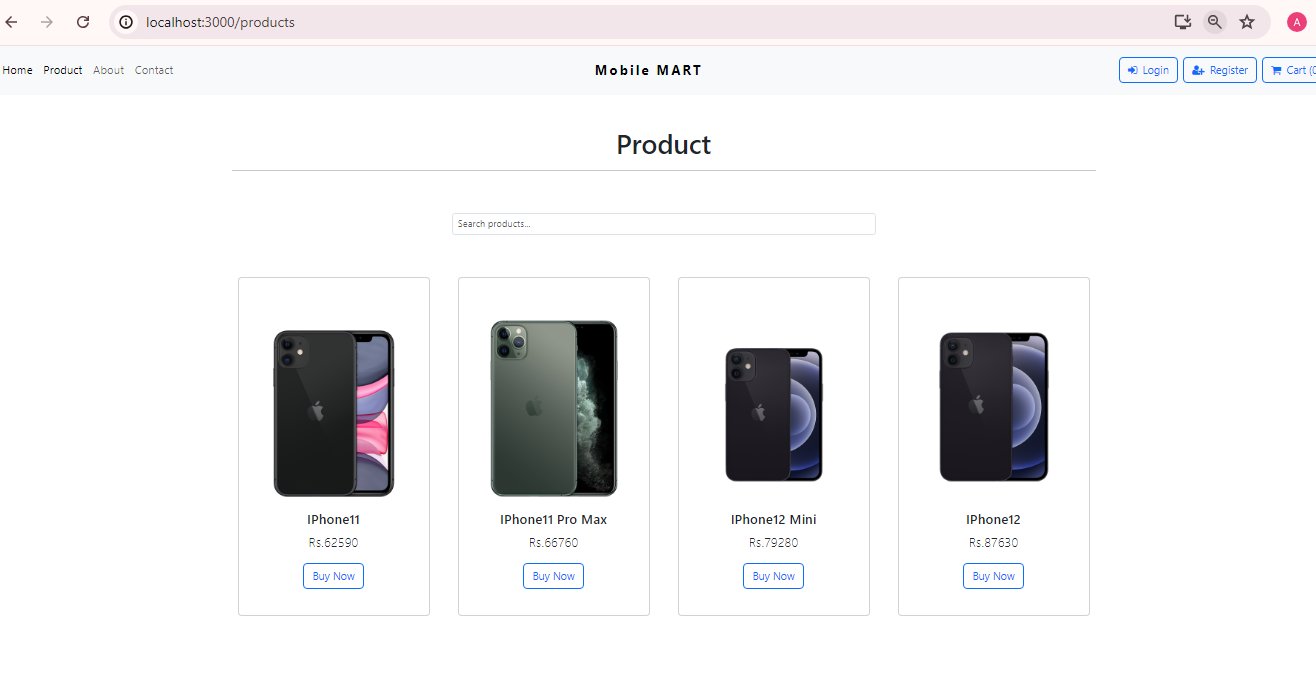 localhost:3000/products
A
Home Product About Contact
Mobile MART
Login Register Cart (0
Product
Search products...
IPhone11 IPhone11 Pro Max IPhone12 Mini IPhone12
Rs.62590 Rs.66760 Rs.79280 Rs.87630
Buy Now Buy Now Buy Now Buy Now